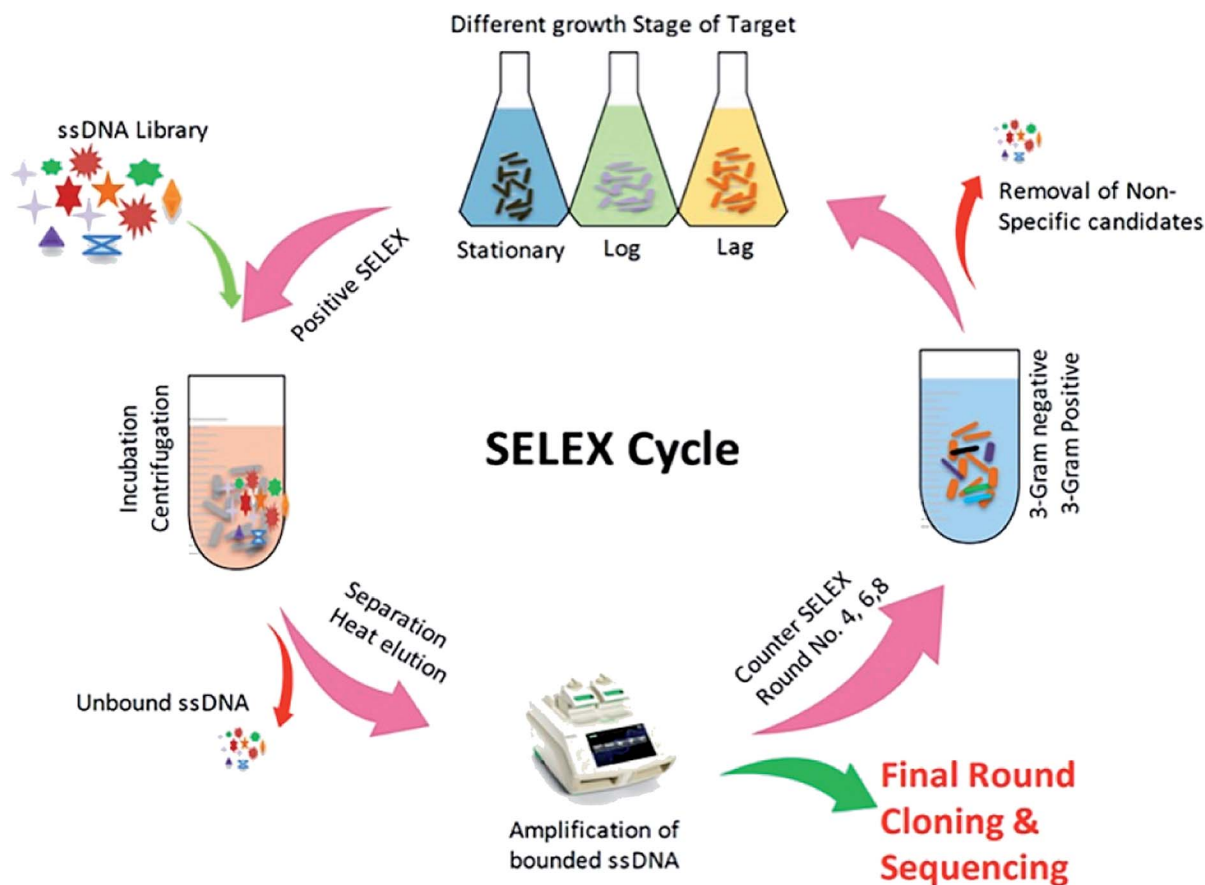 Different growth Stage of Target
ssDNA Library
Stationary
Log
Lag
Removal of Non-
Specific candidates
Positive SELEX
Incubation
Centrifugation
SELEX Cycle
3-Gram negative
3-Gram Positive
Separation
Heat elution
Counter SELEX
Round No. 4, 6,8
Unbound ssDNA
Amplification of
bounded ssDNA
Final Round
Cloning &
Sequencing